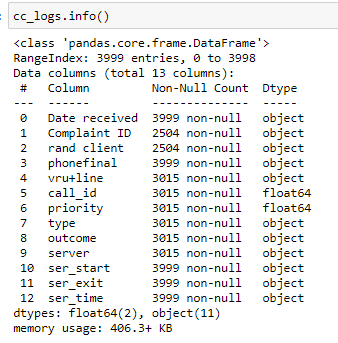 cc_logs.info()
<class 'pandas.core.frame.DataFrame'>
RangeIndex: 3999 entries, 0 to 3998
Data columns (total 13 columns):
 #   Column         Non-Null Count  Dtype
---  ------         --------------  -----
 0   Date received  3999 non-null   object
 1   Complaint ID   2504 non-null   object
 2   rand client    2504 non-null   object
 3   phonefinal     3999 non-null   object
 4   vru+line       3015 non-null   object
 5   call_id        3015 non-null   float64
 6   priority       3015 non-null   float64
 7   type           3015 non-null   object
 8   outcome        3015 non-null   object
 9   server         3015 non-null   object
 10  ser_start      3999 non-null   object
 11  ser_exit       3999 non-null   object
 12  ser_time       3999 non-null   object
dtypes: float64(2), object(11)
memory usage: 406.3+ KB